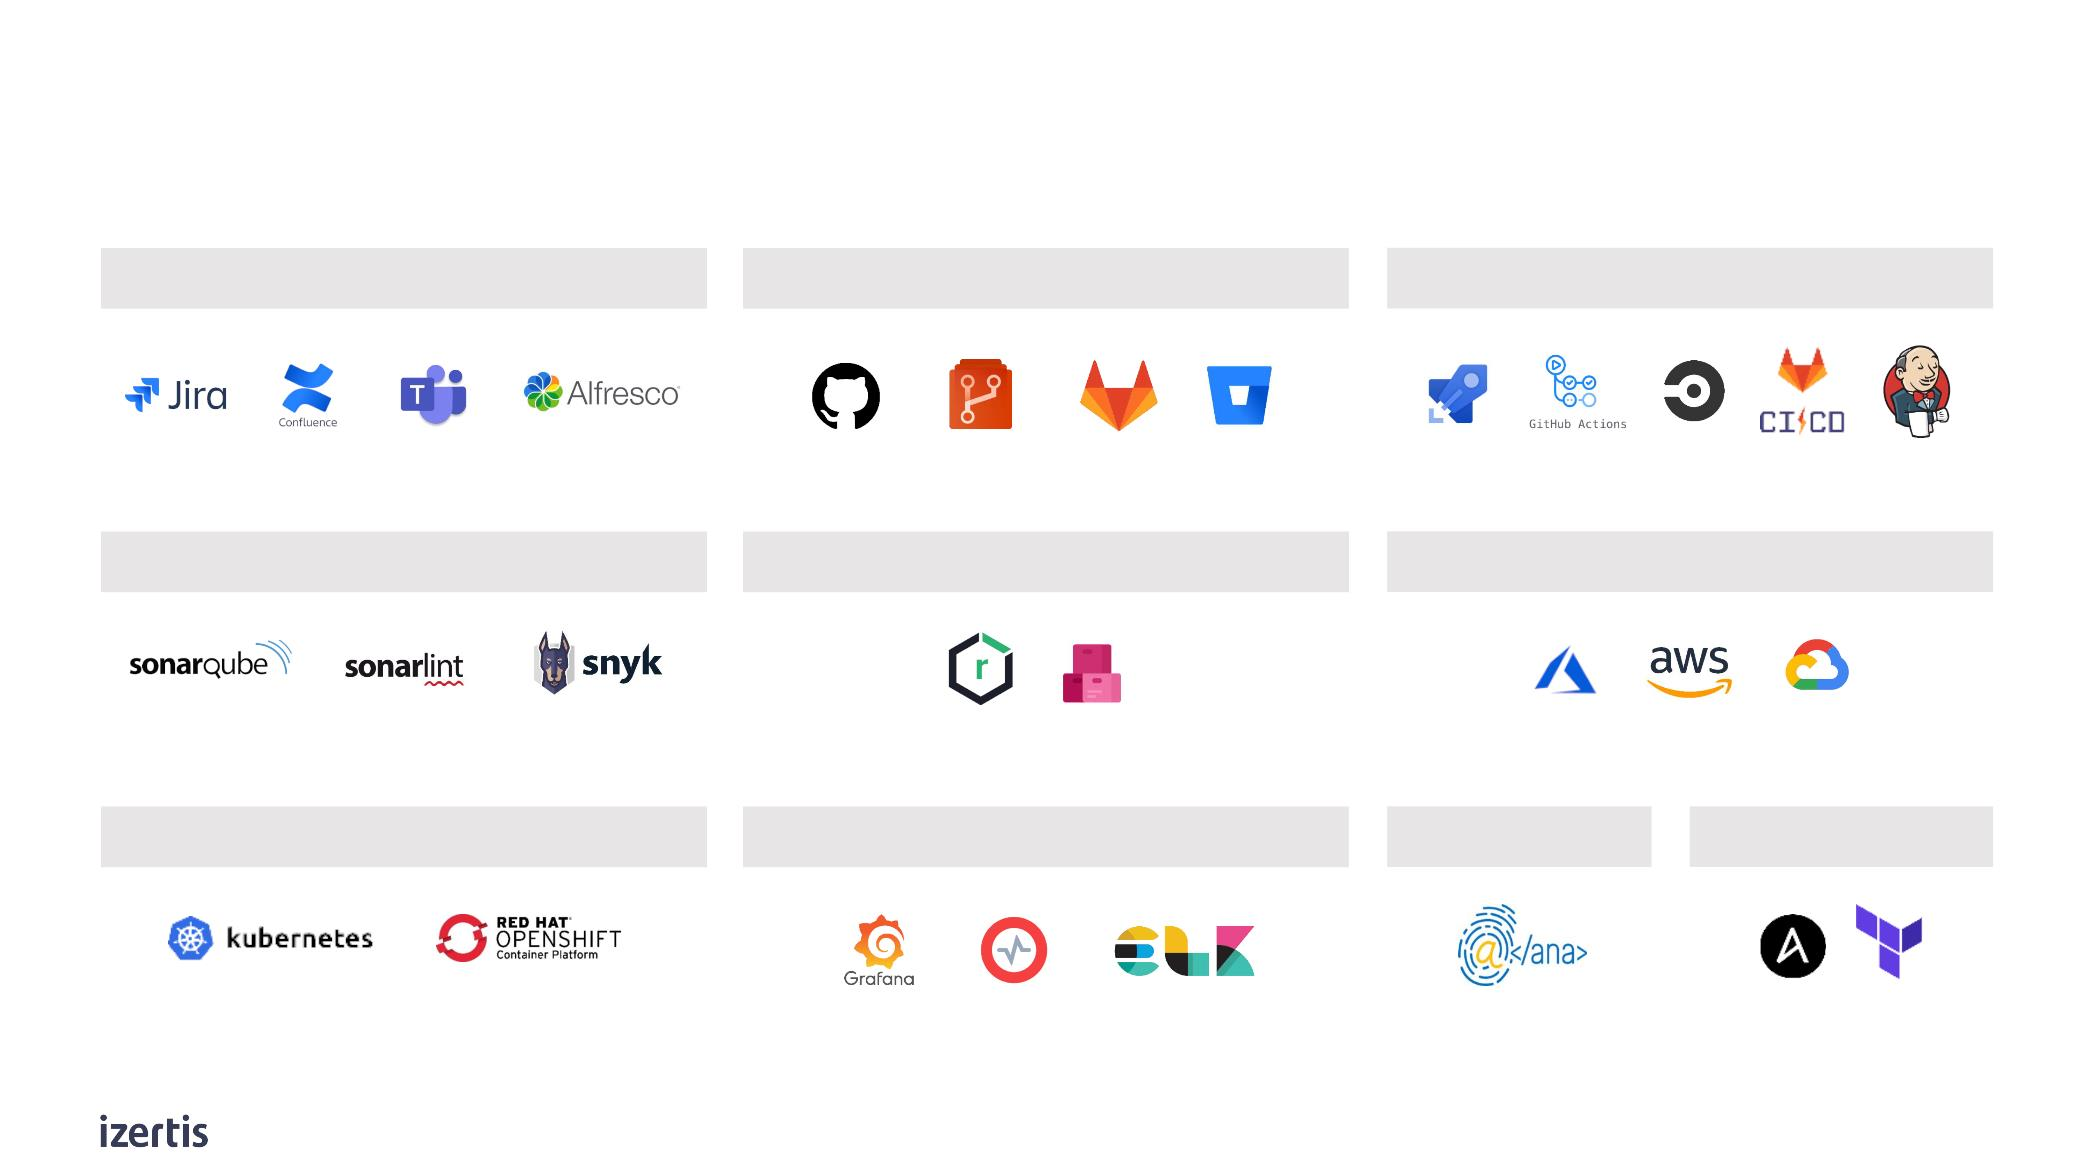 Jira
Confluence
T
Alfresco
GitHub Actions
CI/CD
sonarqube
sonarlint
snyk
r
aws
kubernetes
RED HAT
OPENSHIFT
Container Platform
Grafana
ELK
@</ana>
A
izertis